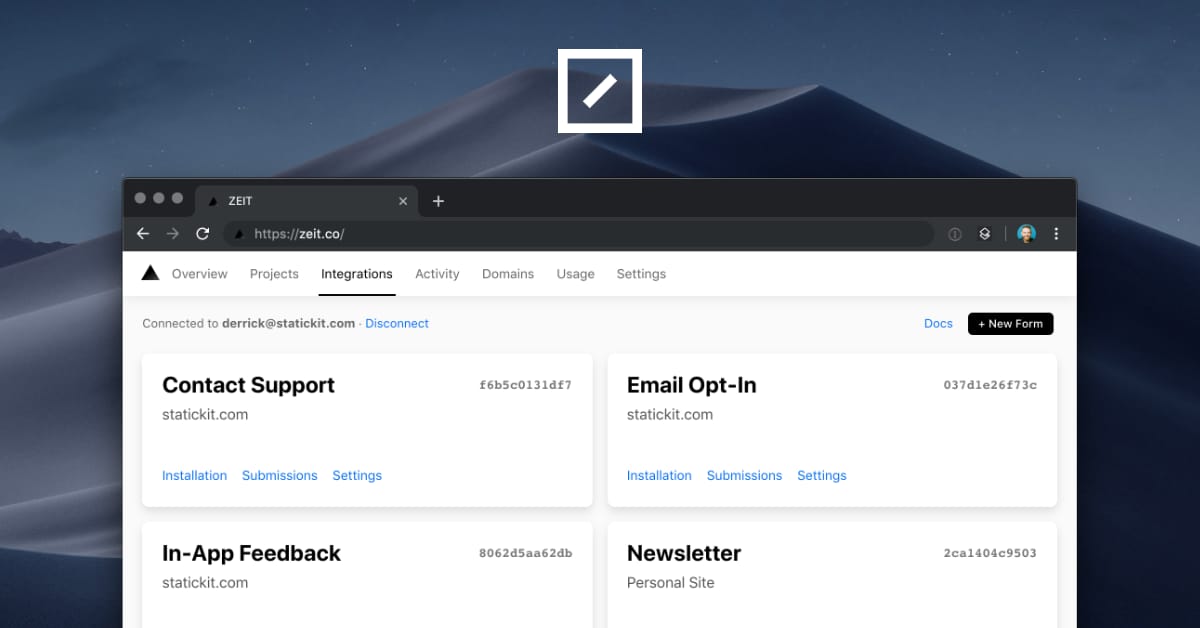 ZEIT
https://zeit.co/
Overview Projects Integrations Activity Domains Usage Settings
Connected to derrick@statickit.com · Disconnect Docs + New Form
Contact Support f6b5c0131df7
statickit.com
Installation Submissions Settings
Email Opt-In 037d1e26f73c
statickit.com
Installation Submissions Settings
In-App Feedback 8062d5aa62db
statickit.com
Newsletter 2ca1404c9503
Personal Site